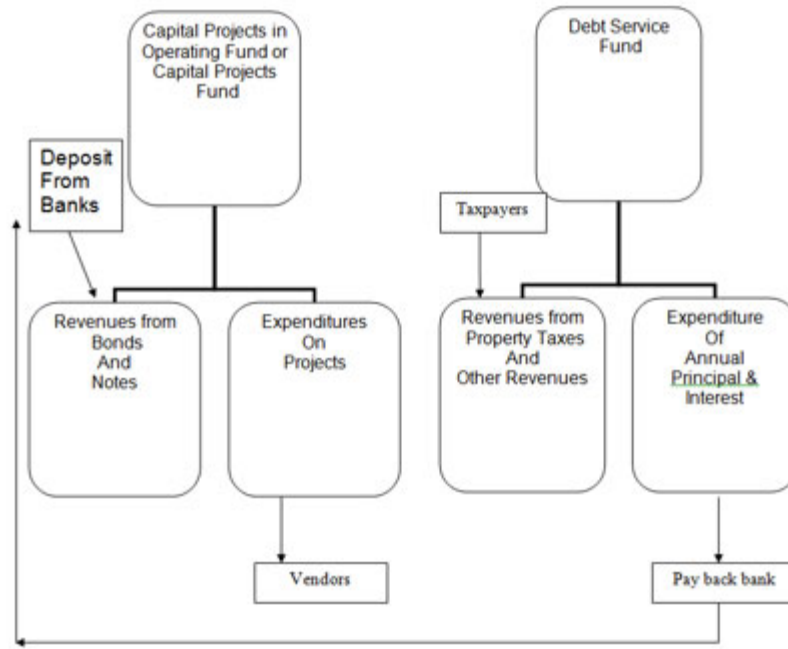 Capital Projects in
Operating Fund or
Capital Projects
Fund
Debt Service
Fund
Deposit
From
Banks
Taxpayers
Revenues from
Bonds
And
Notes
Expenditures
On
Projects
Revenues from
Property Taxes
And
Other Revenues
Expenditure
Of
Annual
Principal &
Interest
Vendors
Pay back bank